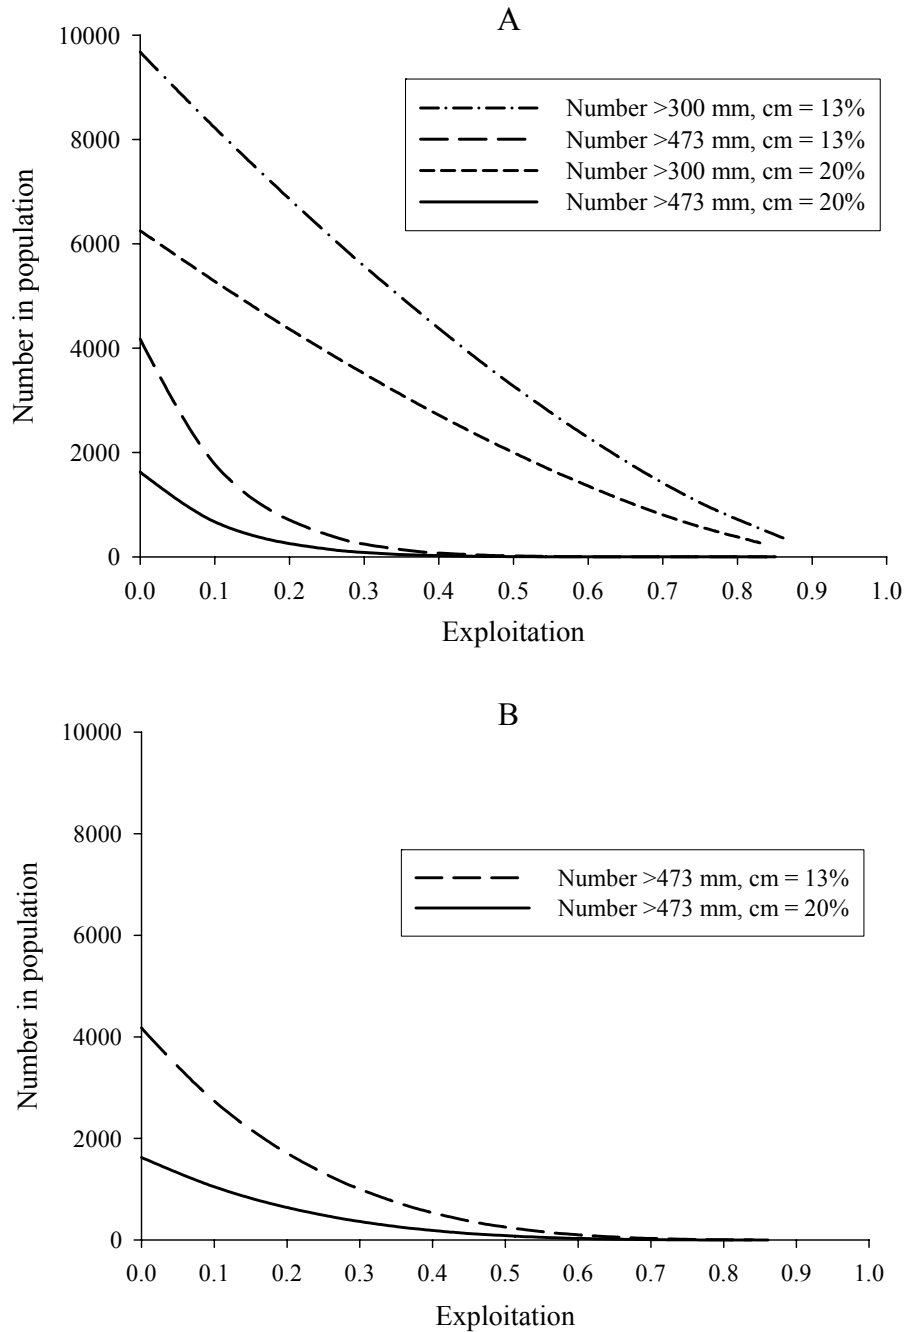 A
10000
8000
6000
4000
2000
0
Number in population
Number >300 mm, cm = 13%
Number >473 mm, cm = 13%
Number >300 mm, cm = 20%
Number >473 mm, cm = 20%
0.0 0.1 0.2 0.3 0.4 0.5 0.6 0.7 0.8 0.9 1.0
Exploitation
B
10000
8000
6000
4000
2000
0
Number in population
Number >473 mm, cm = 13%
Number >473 mm, cm = 20%
0.0 0.1 0.2 0.3 0.4 0.5 0.6 0.7 0.8 0.9 1.0
Exploitation